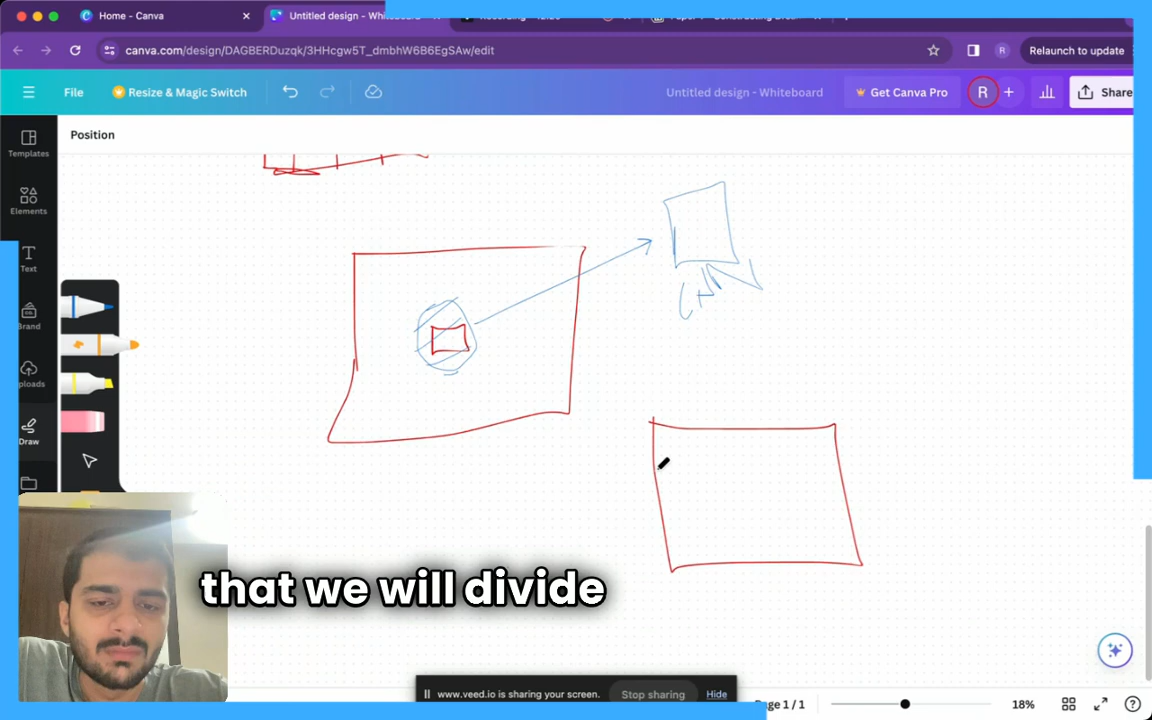 Home - Canva
Untitled design - Whiteboard
canva.com/design/DAGBERDuzqk/3HHcgw5T_dmbhW6B6EgSAw/edit
R
Relaunch to update
File
Resize & Magic Switch
Untitled design - Whiteboard
Get Canva Pro
R
Share
Position
Templates
Elements
Text
Brand
ploads
Draw
that we will divide
www.veed.io is sharing your screen.
Stop sharing
Hide
ge 1 / 1
18%